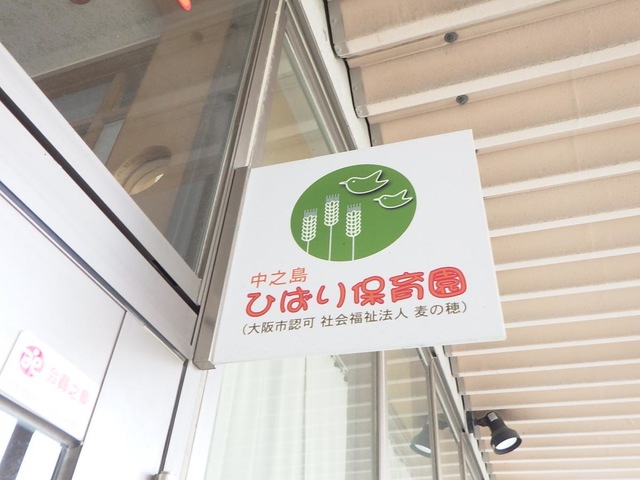 中之島
ひばり保育園
(大阪市認可 社会福祉法人 麦の穂)